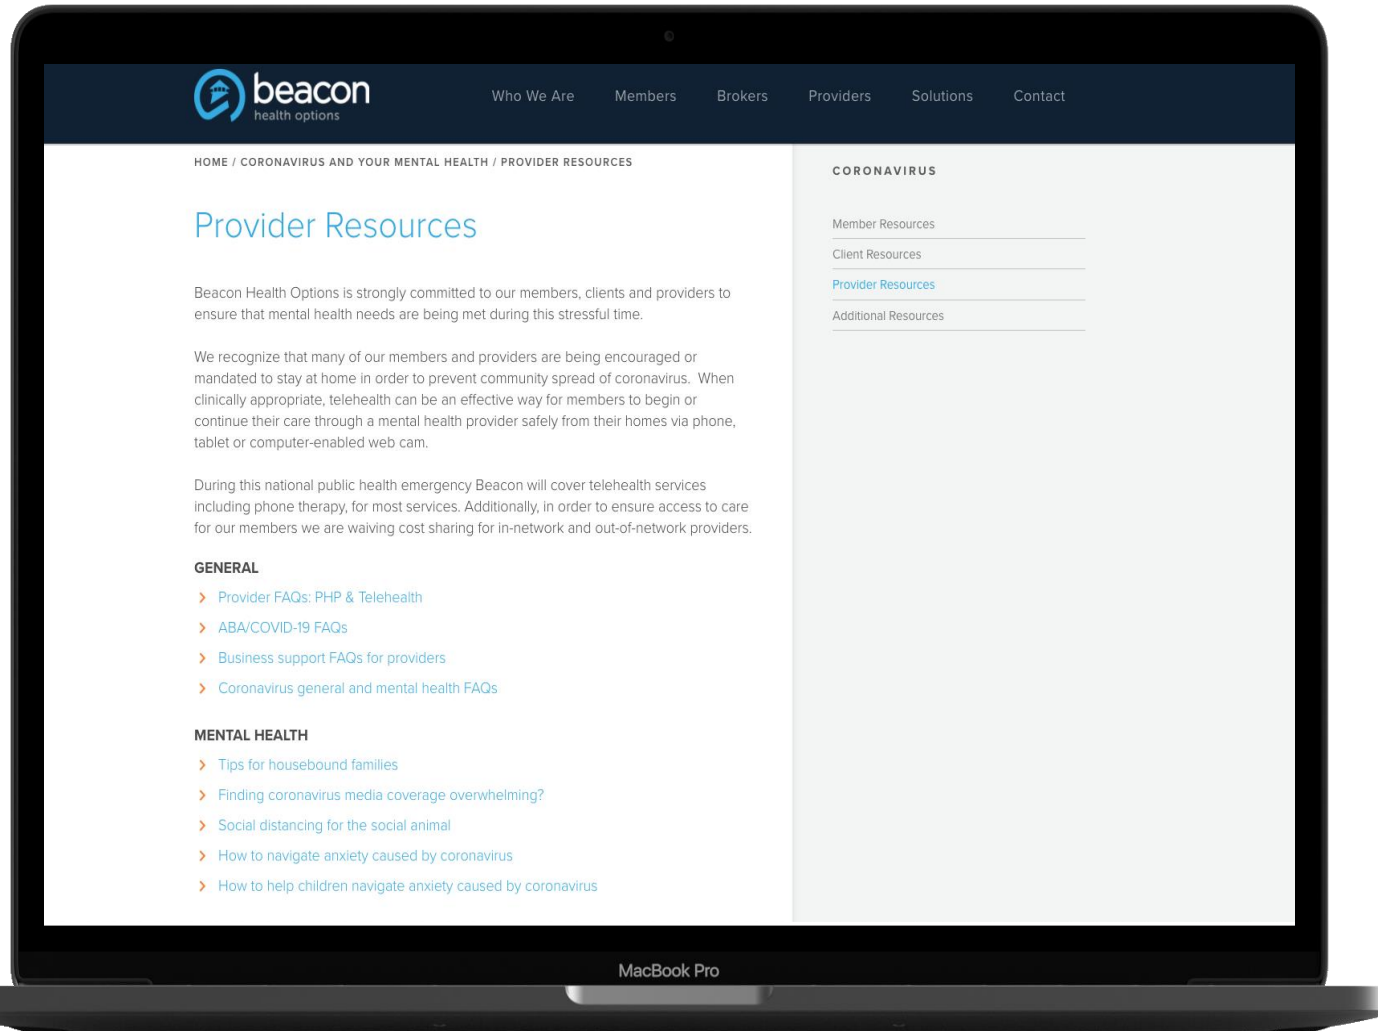 beacon
health options
Who We Are Members Brokers Providers Solutions Contact
HOME / CORONAVIRUS AND YOUR MENTAL HEALTH / PROVIDER RESOURCES
Provider Resources
Beacon Health Options is strongly committed to our members, clients and providers to
ensure that mental health needs are being met during this stressful time.
We recognize that many of our members and providers are being encouraged or
mandated to stay at home in order to prevent community spread of coronavirus.  When
clinically appropriate, telehealth can be an effective way for members to begin or
continue their care through a mental health provider safely from their homes via phone,
tablet or computer-enabled web cam.
During this national public health emergency Beacon will cover telehealth services
including phone therapy, for most services. Additionally, in order to ensure access to care
for our members we are waiving cost sharing for in-network and out-of-network providers.
GENERAL
Provider FAQs: PHP & Telehealth
ABA/COVID-19 FAQs
Business support FAQs for providers
Coronavirus general and mental health FAQs
MENTAL HEALTH
Tips for housebound families
Finding coronavirus media coverage overwhelming?
Social distancing for the social animal
How to navigate anxiety caused by coronavirus
How to help children navigate anxiety caused by coronavirus
CORONAVIRUS
Member Resources
Client Resources
Provider Resources
Additional Resources
MacBook Pro